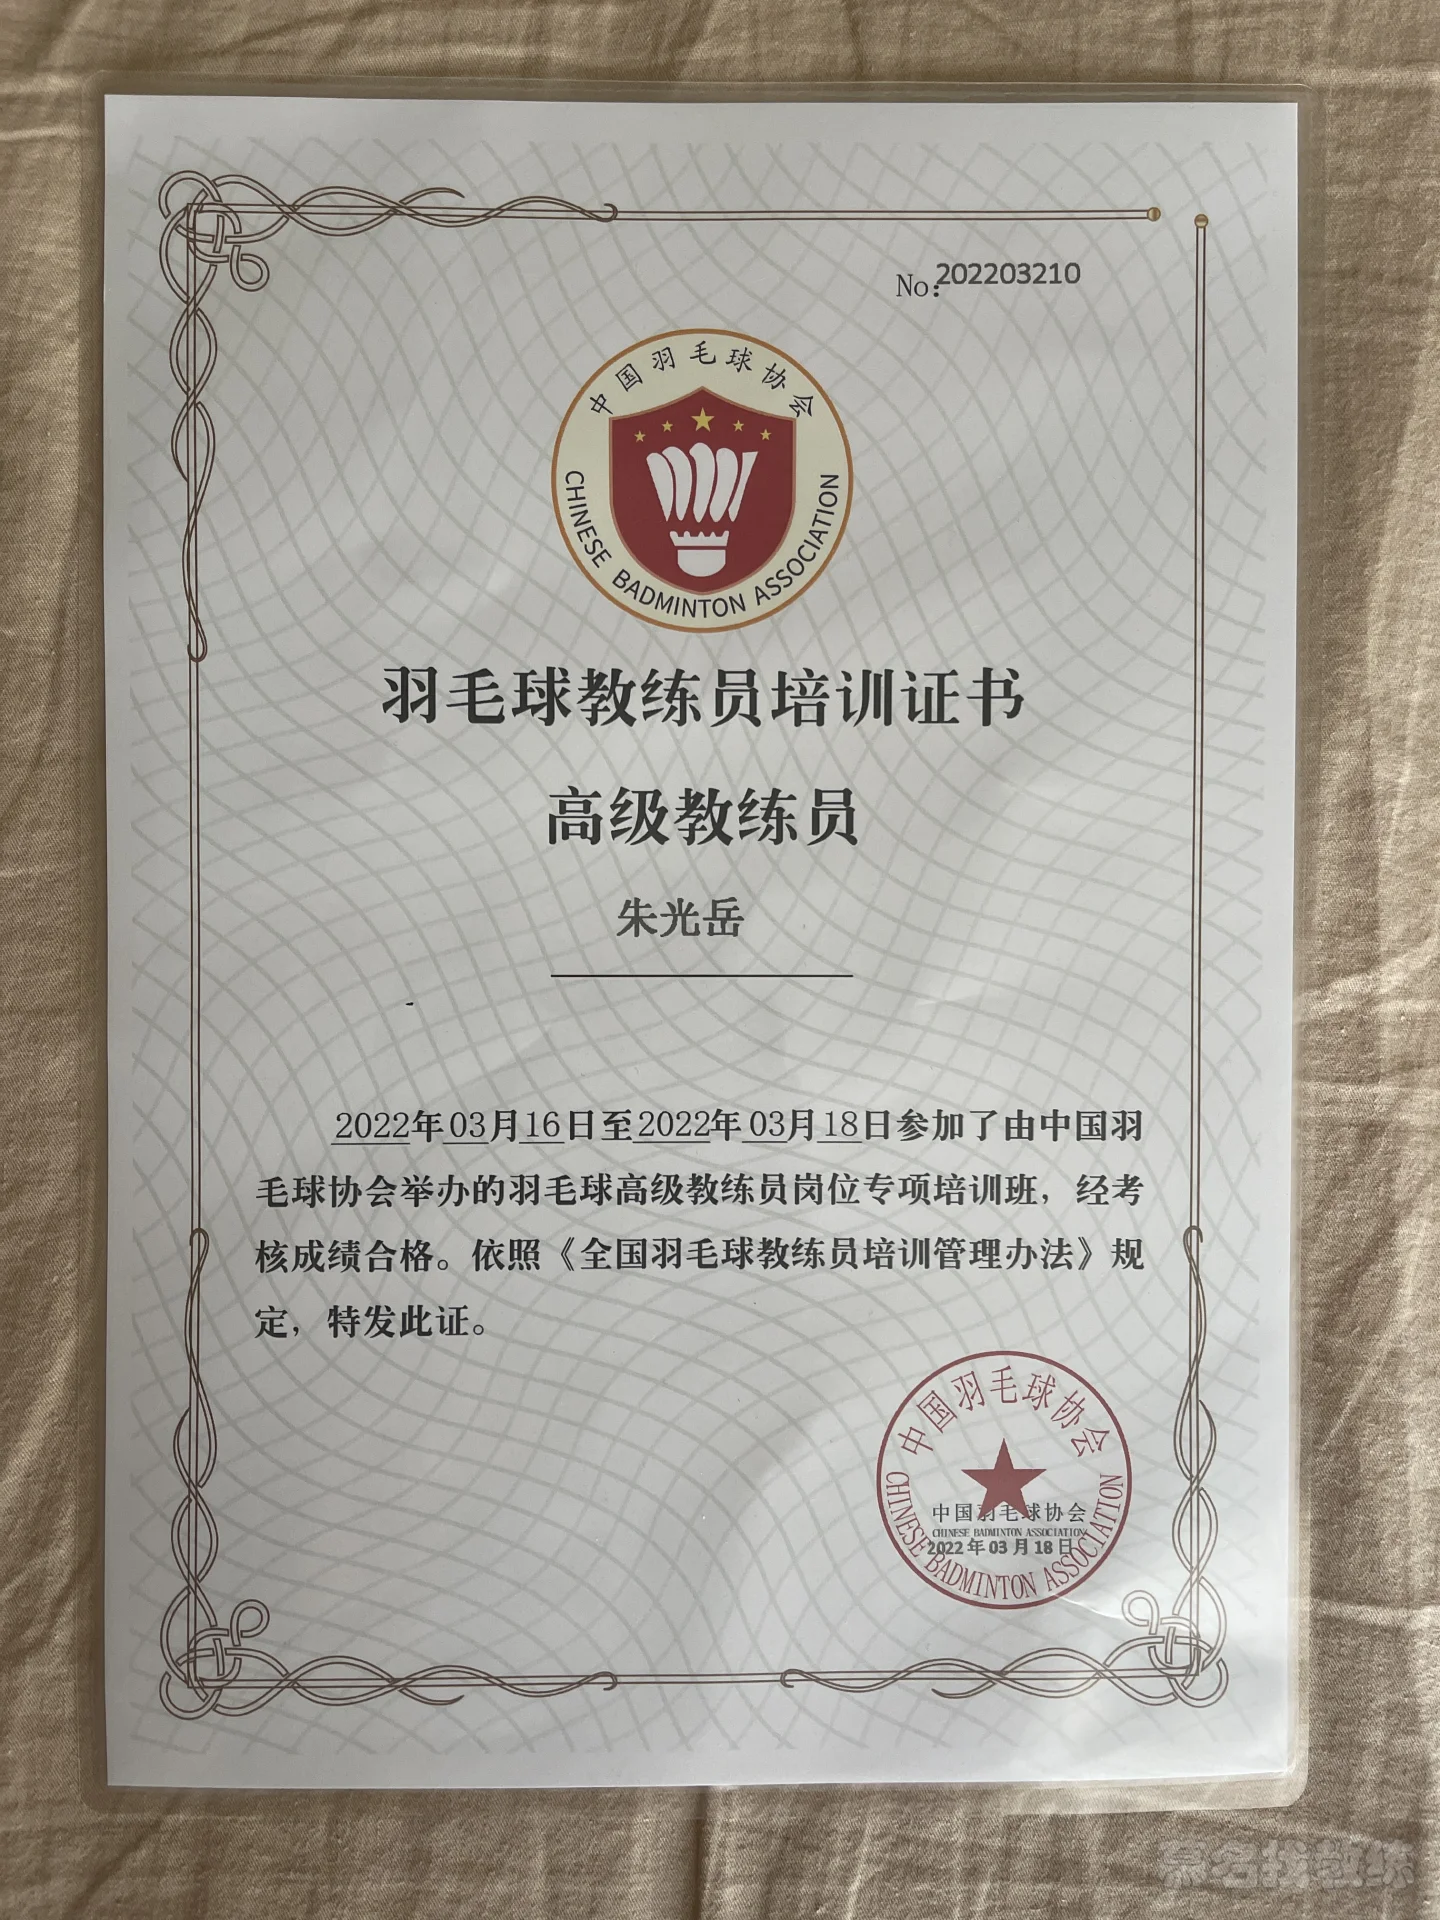 No:202203210
中国羽毛球协会
CHINESE BADMINTON ASSOCIATION
羽毛球教练员培训证书
高级教练员
朱光岳
2022年03月16日至2022年03月18日参加了由中国羽
毛球协会举办的羽毛球高级教练员岗位专项培训班，经考
核成绩合格。依照《全国羽毛球教练员培训管理办法》规
定，特发此证。
中国羽毛球协会
中国羽毛球协会
CHINESE BADMINTON ASSOCIATION
2022年03月18日
CHINESE BADMINTON ASSOCIATION
慕名找教练